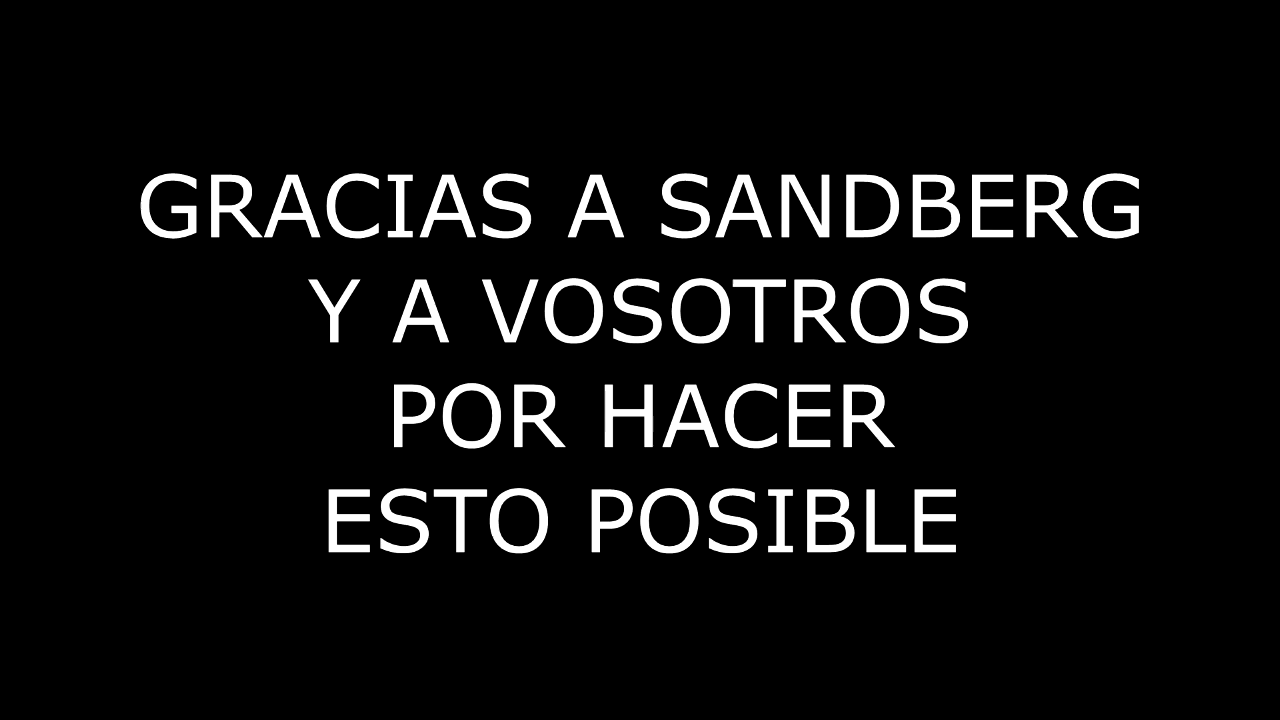 GRACIAS A SANDBERG
Y A VOSOTROS
POR HACER
ESTO POSIBLE